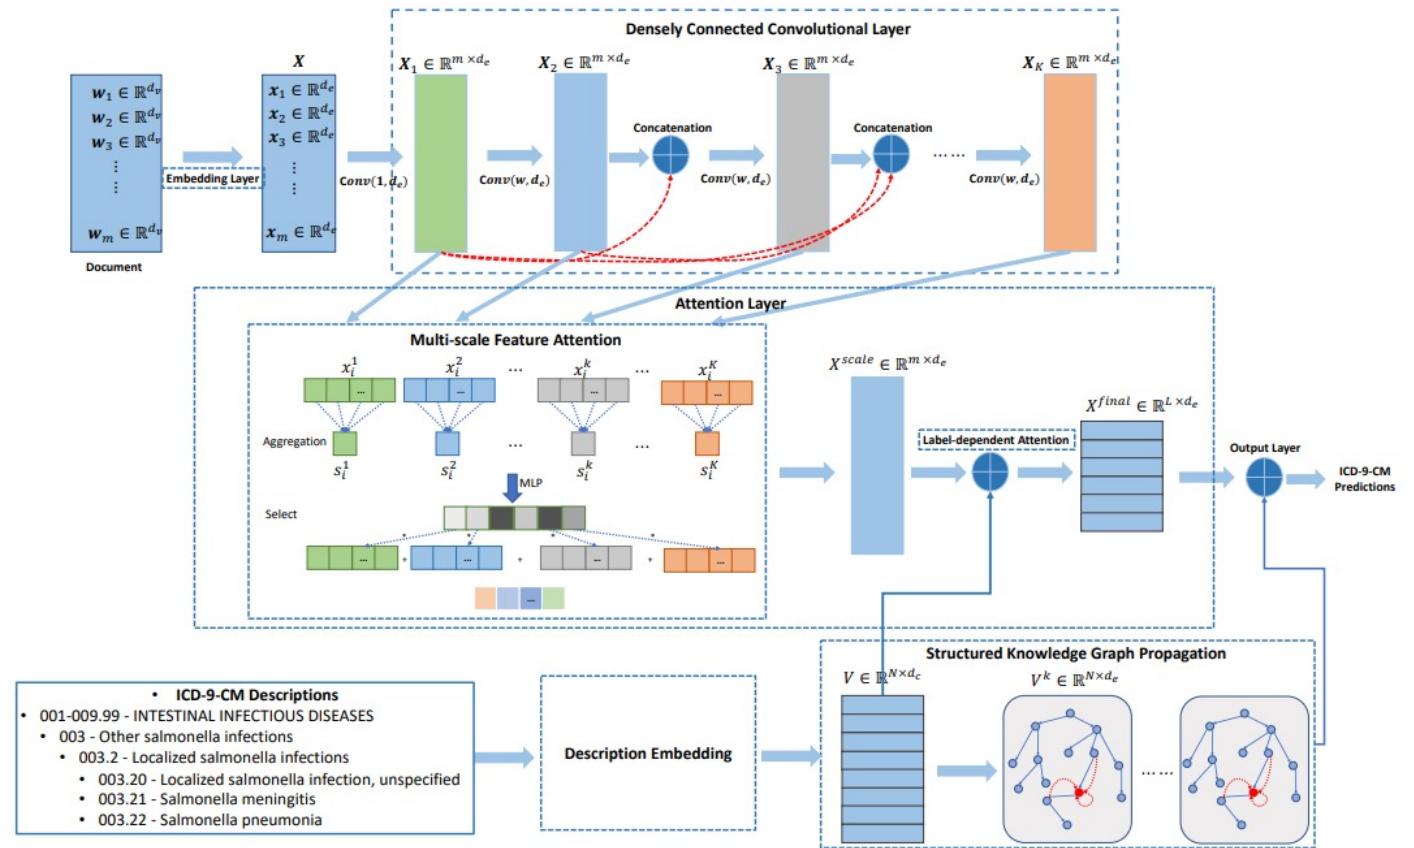 Densely Connected Convolutional Layer
X
X₁ ∈ ℝ^{m×d_e}
X₂ ∈ ℝ^{m×d_e}
X₃ ∈ ℝ^{m×d_e}
X_K ∈ ℝ^{m×d_e}
w₁ ∈ ℝ^{d_v}
w₂ ∈ ℝ^{d_v}
w₃ ∈ ℝ^{d_v}
⋮
⋮
w_m ∈ ℝ^{d_v}
Document
Embedding Layer
x₁ ∈ ℝ^{d_e}
x₂ ∈ ℝ^{d_e}
x₃ ∈ ℝ^{d_e}
⋮
⋮
x_m ∈ ℝ^{d_e}
Conv(1, d_e)
Conv(w, d_e)
Concatenation
Conv(w, d_e)
Concatenation
......
Conv(w, d_e)
Attention Layer
Multi-scale Feature Attention
x_i^1
x_i^2
...
x_i^k
...
x_i^K
...
...
...
...
Aggregation
...
...
s_i^1
s_i^2
s_i^k
s_i^K
MLP
Select
* * * *
... + ... + ... + ...
...
X^{scale} ∈ ℝ^{m×d_e}
Label-dependent Attention
X^{final} ∈ ℝ^{L×d_e}
Output Layer
ICD-9-CM
Predictions
• ICD-9-CM Descriptions
• 001-009.99 - INTESTINAL INFECTIOUS DISEASES
• 003 - Other salmonella infections
• 003.2 - Localized salmonella infections
• 003.20 - Localized salmonella infection, unspecified
• 003.21 - Salmonella meningitis
• 003.22 - Salmonella pneumonia
Description Embedding
Structured Knowledge Graph Propagation
V ∈ ℝ^{N×d_c}
V^k ∈ ℝ^{N×d_e}
......